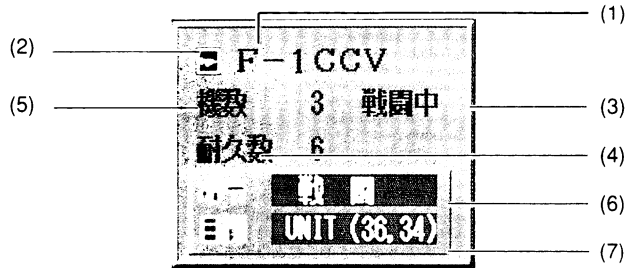 (1)
(2) F-1CCV
(5) 機数 3 戦闘中 (3)
耐久数 6 (4)
戦闘 (6)
UNIT (36,34)
(7)